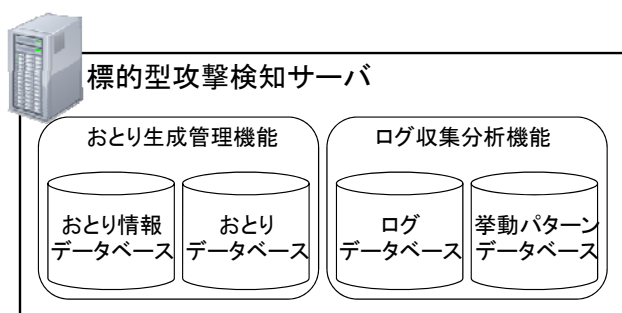 標的型攻撃検知サーバ
おとり生成管理機能
おとり情報
データベース
おとり
データベース
ログ収集分析機能
ログ
データベース
挙動パターン
データベース